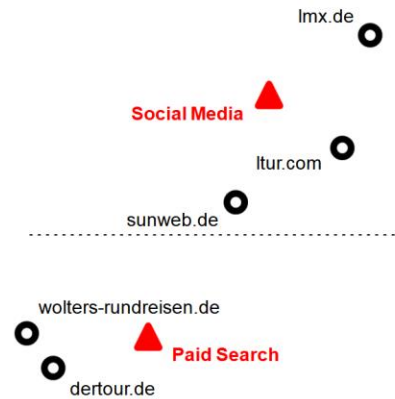 lmx.de
Social Media
ltur.com
sunweb.de
wolters-rundreisen.de
Paid Search
dertour.de